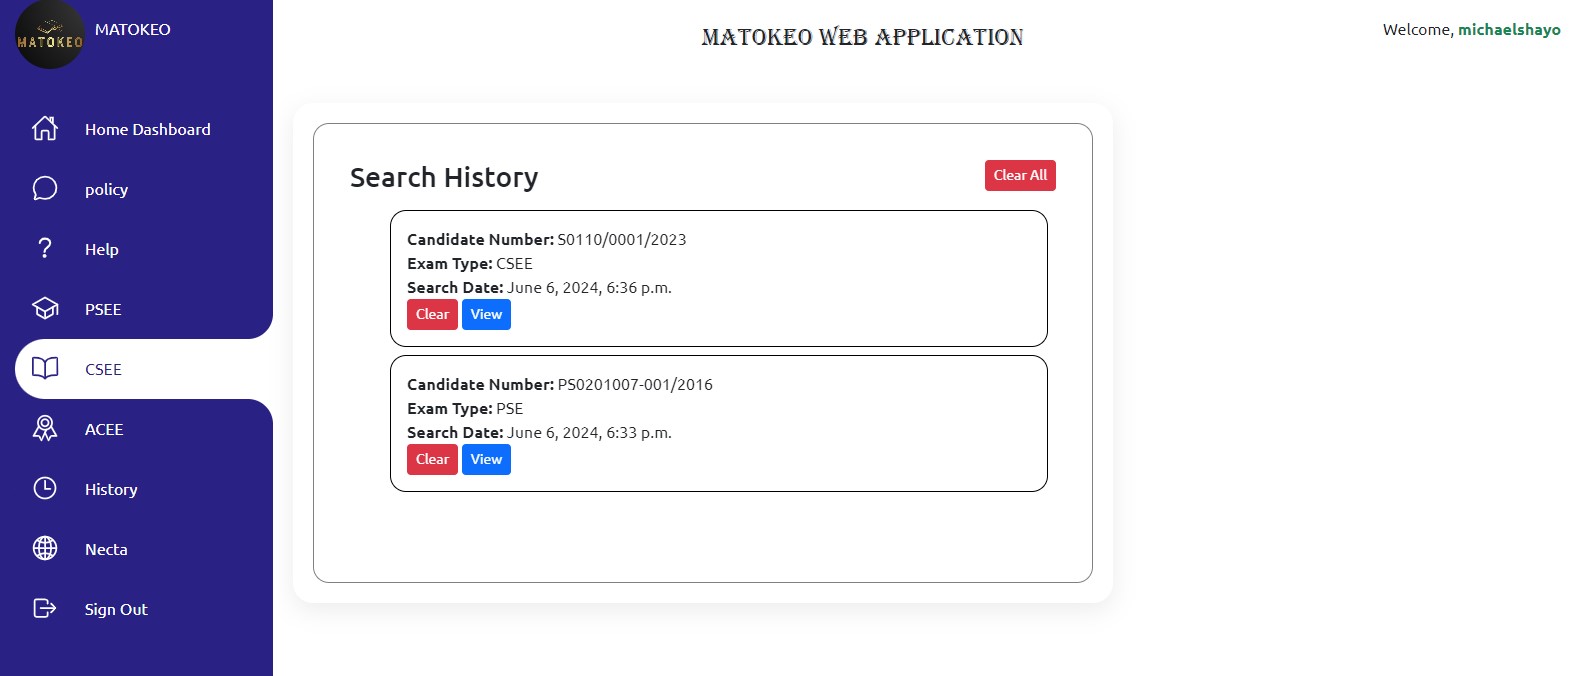 MATOKEO
MATOKEO
MATOKEO WEB APPLICATION
Welcome, michaelshayo
Home Dashboard
policy
Help
PSEE
CSEE
ACEE
History
Necta
Sign Out
Search History
Clear All
Candidate Number: S0110/0001/2023
Exam Type: CSEE
Search Date: June 6, 2024, 6:36 p.m.
Clear View
Candidate Number: PS0201007-001/2016
Exam Type: PSE
Search Date: June 6, 2024, 6:33 p.m.
Clear View